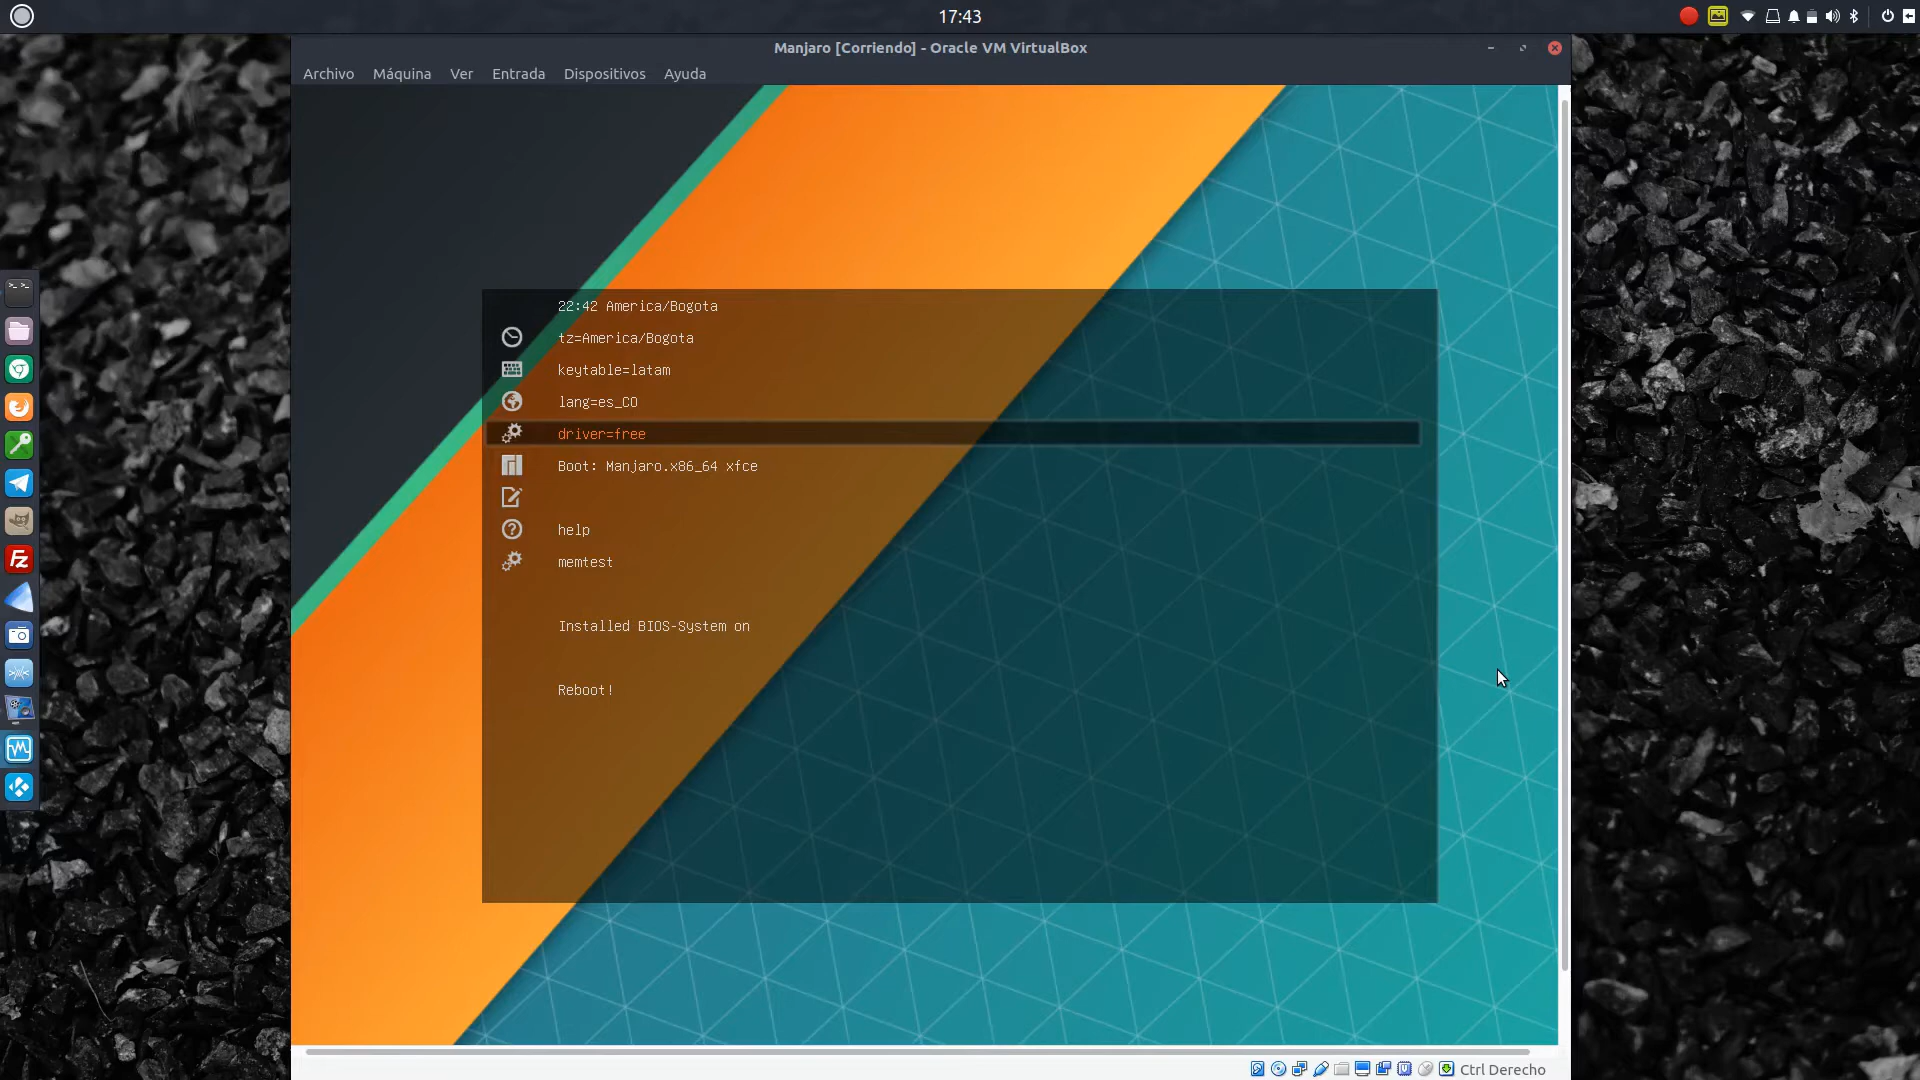 17:43
Manjaro [Corriendo] - Oracle VM VirtualBox
Archivo Máquina Ver Entrada Dispositivos Ayuda
22:42 America/Bogota
tz=America/Bogota
keytable=latam
lang=es_CO
driver=free
Boot: Manjaro.x86_64 xfce
help
memtest
Installed BIOS-System on
Reboot!
Fz
Ctrl Derecho